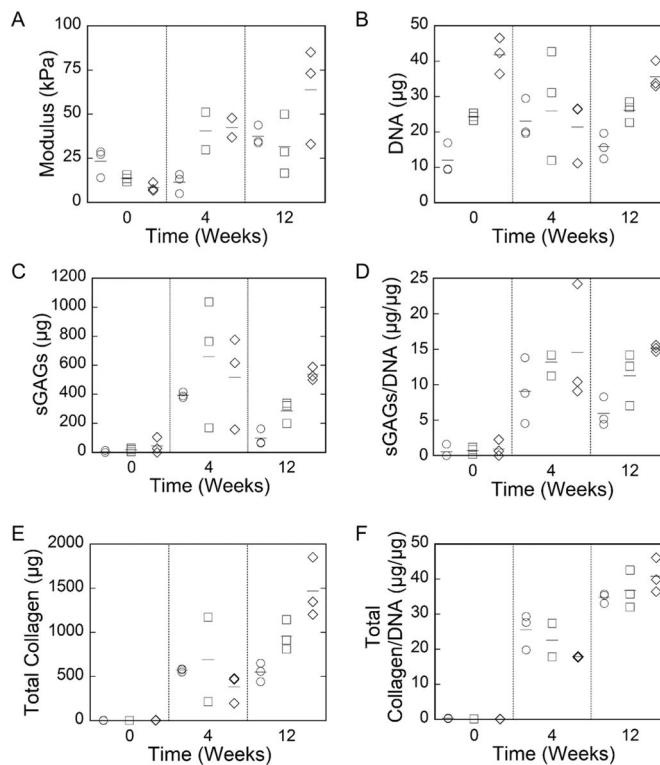 A
Modulus (kPa)
100
75
50
25
0
0 4 12
Time (Weeks)
B
DNA (µg)
50
40
30
20
10
0
0 4 12
Time (Weeks)
C
sGAGs (µg)
1200
1000
800
600
400
200
0
0 4 12
Time (Weeks)
D
sGAGs/DNA (µg/µg)
25
20
15
10
5
0
0 4 12
Time (Weeks)
E
Total Collagen (µg)
2000
1500
1000
500
0
0 4 12
Time (Weeks)
F
Total
Collagen/DNA (µg/µg)
50
40
30
20
10
0
0 4 12
Time (Weeks)